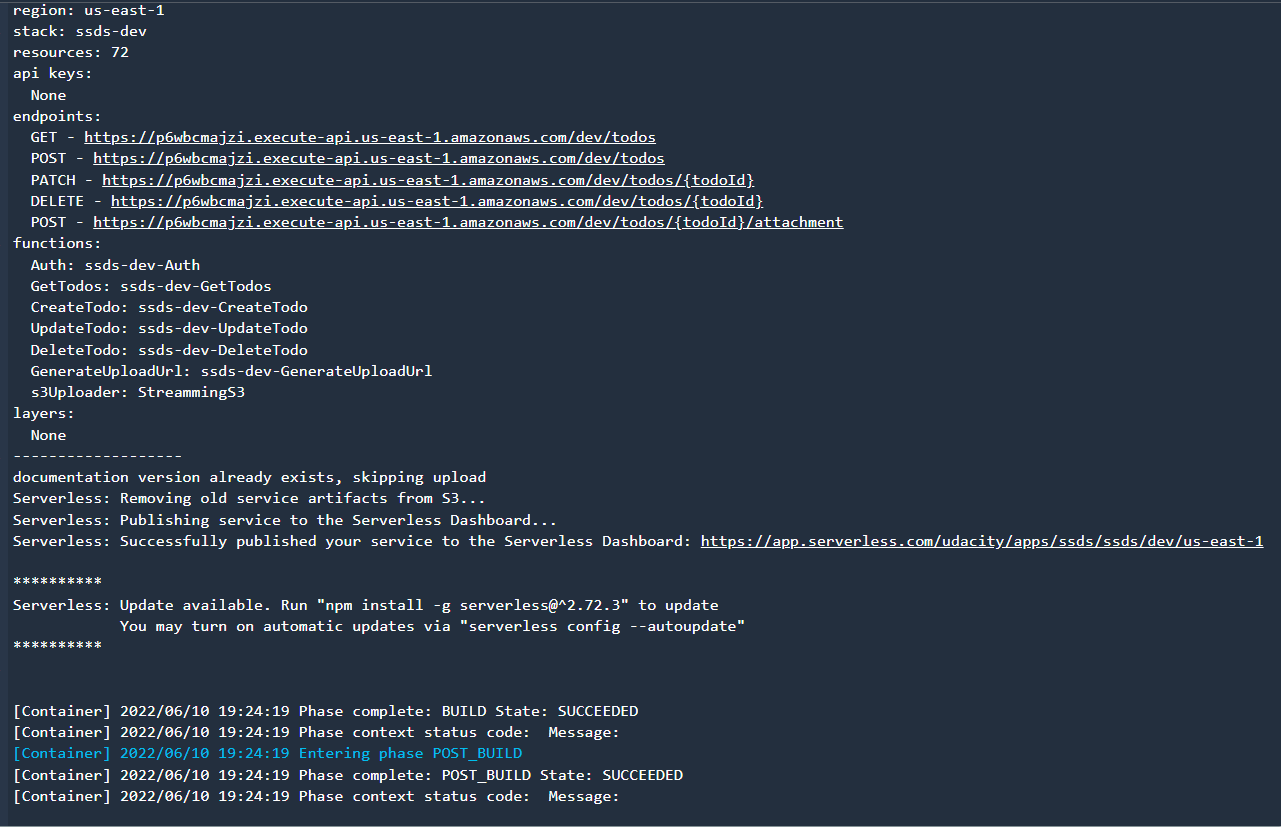 region: us-east-1
stack: ssds-dev
resources: 72
api keys:
  None
endpoints:
  GET - https://p6wbcmajzi.execute-api.us-east-1.amazonaws.com/dev/todos
  POST - https://p6wbcmajzi.execute-api.us-east-1.amazonaws.com/dev/todos
  PATCH - https://p6wbcmajzi.execute-api.us-east-1.amazonaws.com/dev/todos/{todoId}
  DELETE - https://p6wbcmajzi.execute-api.us-east-1.amazonaws.com/dev/todos/{todoId}
  POST - https://p6wbcmajzi.execute-api.us-east-1.amazonaws.com/dev/todos/{todoId}/attachment
functions:
  Auth: ssds-dev-Auth
  GetTodos: ssds-dev-GetTodos
  CreateTodo: ssds-dev-CreateTodo
  UpdateTodo: ssds-dev-UpdateTodo
  DeleteTodo: ssds-dev-DeleteTodo
  GenerateUploadUrl: ssds-dev-GenerateUploadUrl
  s3Uploader: StreammingS3
layers:
  None
-------------------
documentation version already exists, skipping upload
Serverless: Removing old service artifacts from S3...
Serverless: Publishing service to the Serverless Dashboard...
Serverless: Successfully published your service to the Serverless Dashboard: https://app.serverless.com/udacity/apps/ssds/ssds/dev/us-east-1
**********
Serverless: Update available. Run "npm install -g serverless@^2.72.3" to update
            You may turn on automatic updates via "serverless config --autoupdate"
**********
[Container] 2022/06/10 19:24:19 Phase complete: BUILD State: SUCCEEDED
[Container] 2022/06/10 19:24:19 Phase context status code:  Message:
[Container] 2022/06/10 19:24:19 Entering phase POST_BUILD
[Container] 2022/06/10 19:24:19 Phase complete: POST_BUILD State: SUCCEEDED
[Container] 2022/06/10 19:24:19 Phase context status code:  Message: